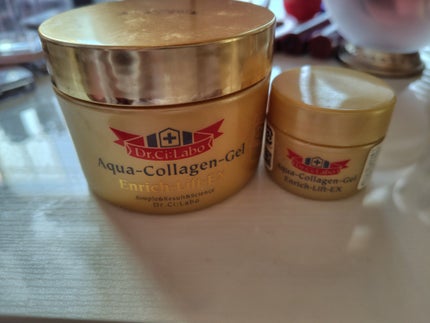 Dr.Ci:Labo
Aqua-Collagen-Gel
Enrich-Lift-EX
Simple&Result&Science
Dr.Ci:Labo
Dr.Ci:Labo
Aqua-Collagen-Gel
Enrich-Lift-EX